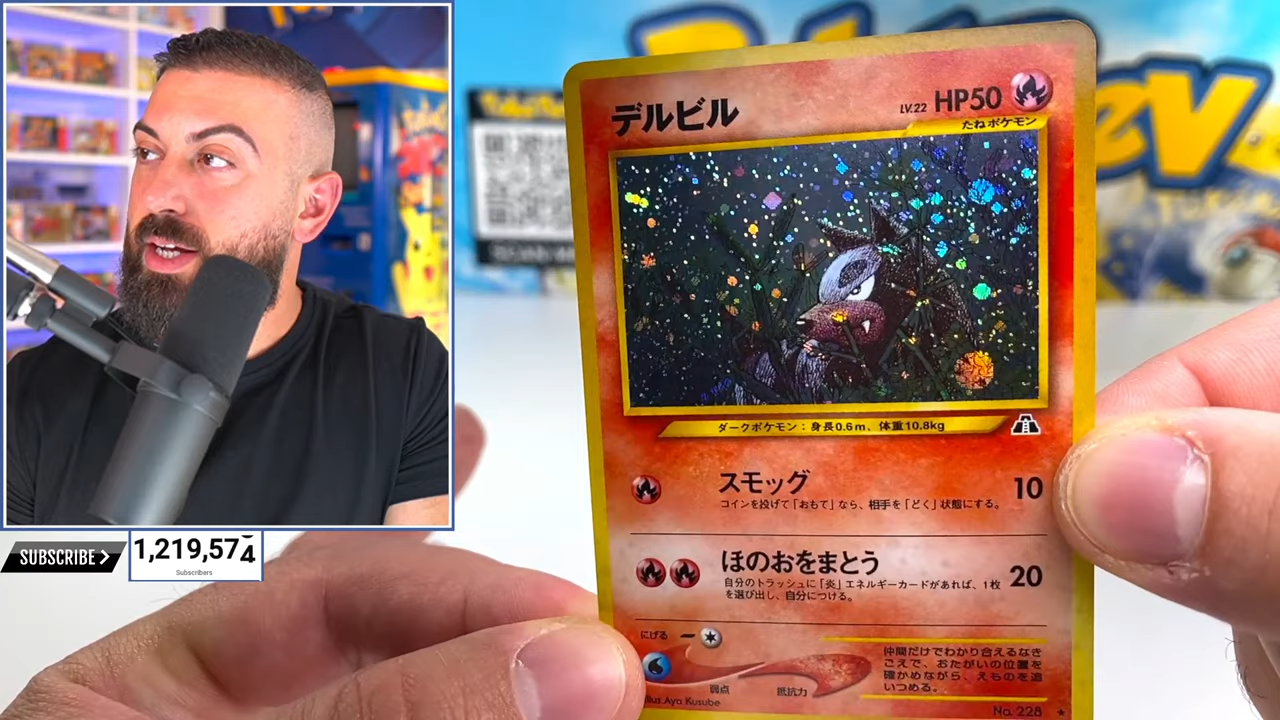 デルビル
LV.22 HP50
たねポケモン
ダークポケモン：身長0.6m、体重10.8kg
スモッグ 10
コインを投げて「おもて」なら、相手を「どく」状態にする。
ほのおをまとう 20
自分のトラッシュに「炎」エネルギーカードがあれば、1枚
を選び出し、自分につける。
にげる
弱点 抵抗力
仲間だけでわかり合えるなき
ごえで、おたがいの位置を
確かめながら、えものを追
いつめる。
Illus. Aya Kusube
No. 228 ★
SUBSCRIBE >
1,219,574
Subscribers